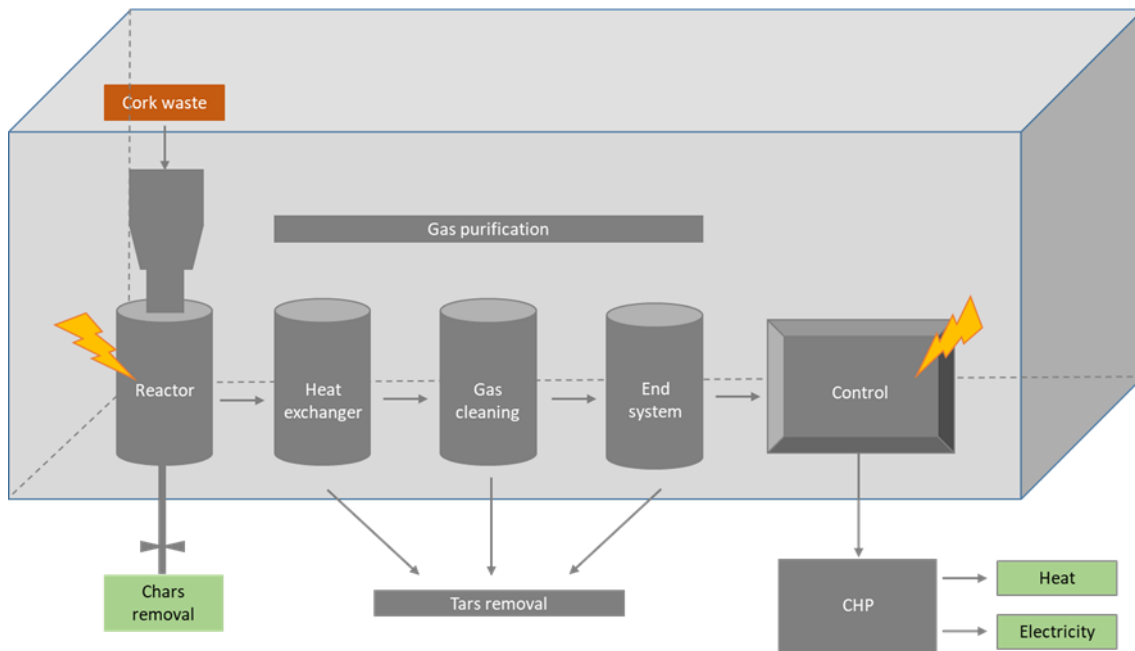 Cork waste
Gas purification
Reactor
Heat
exchanger
Gas
cleaning
End
system
Control
Chars
removal
Tars removal
CHP
Heat
Electricity